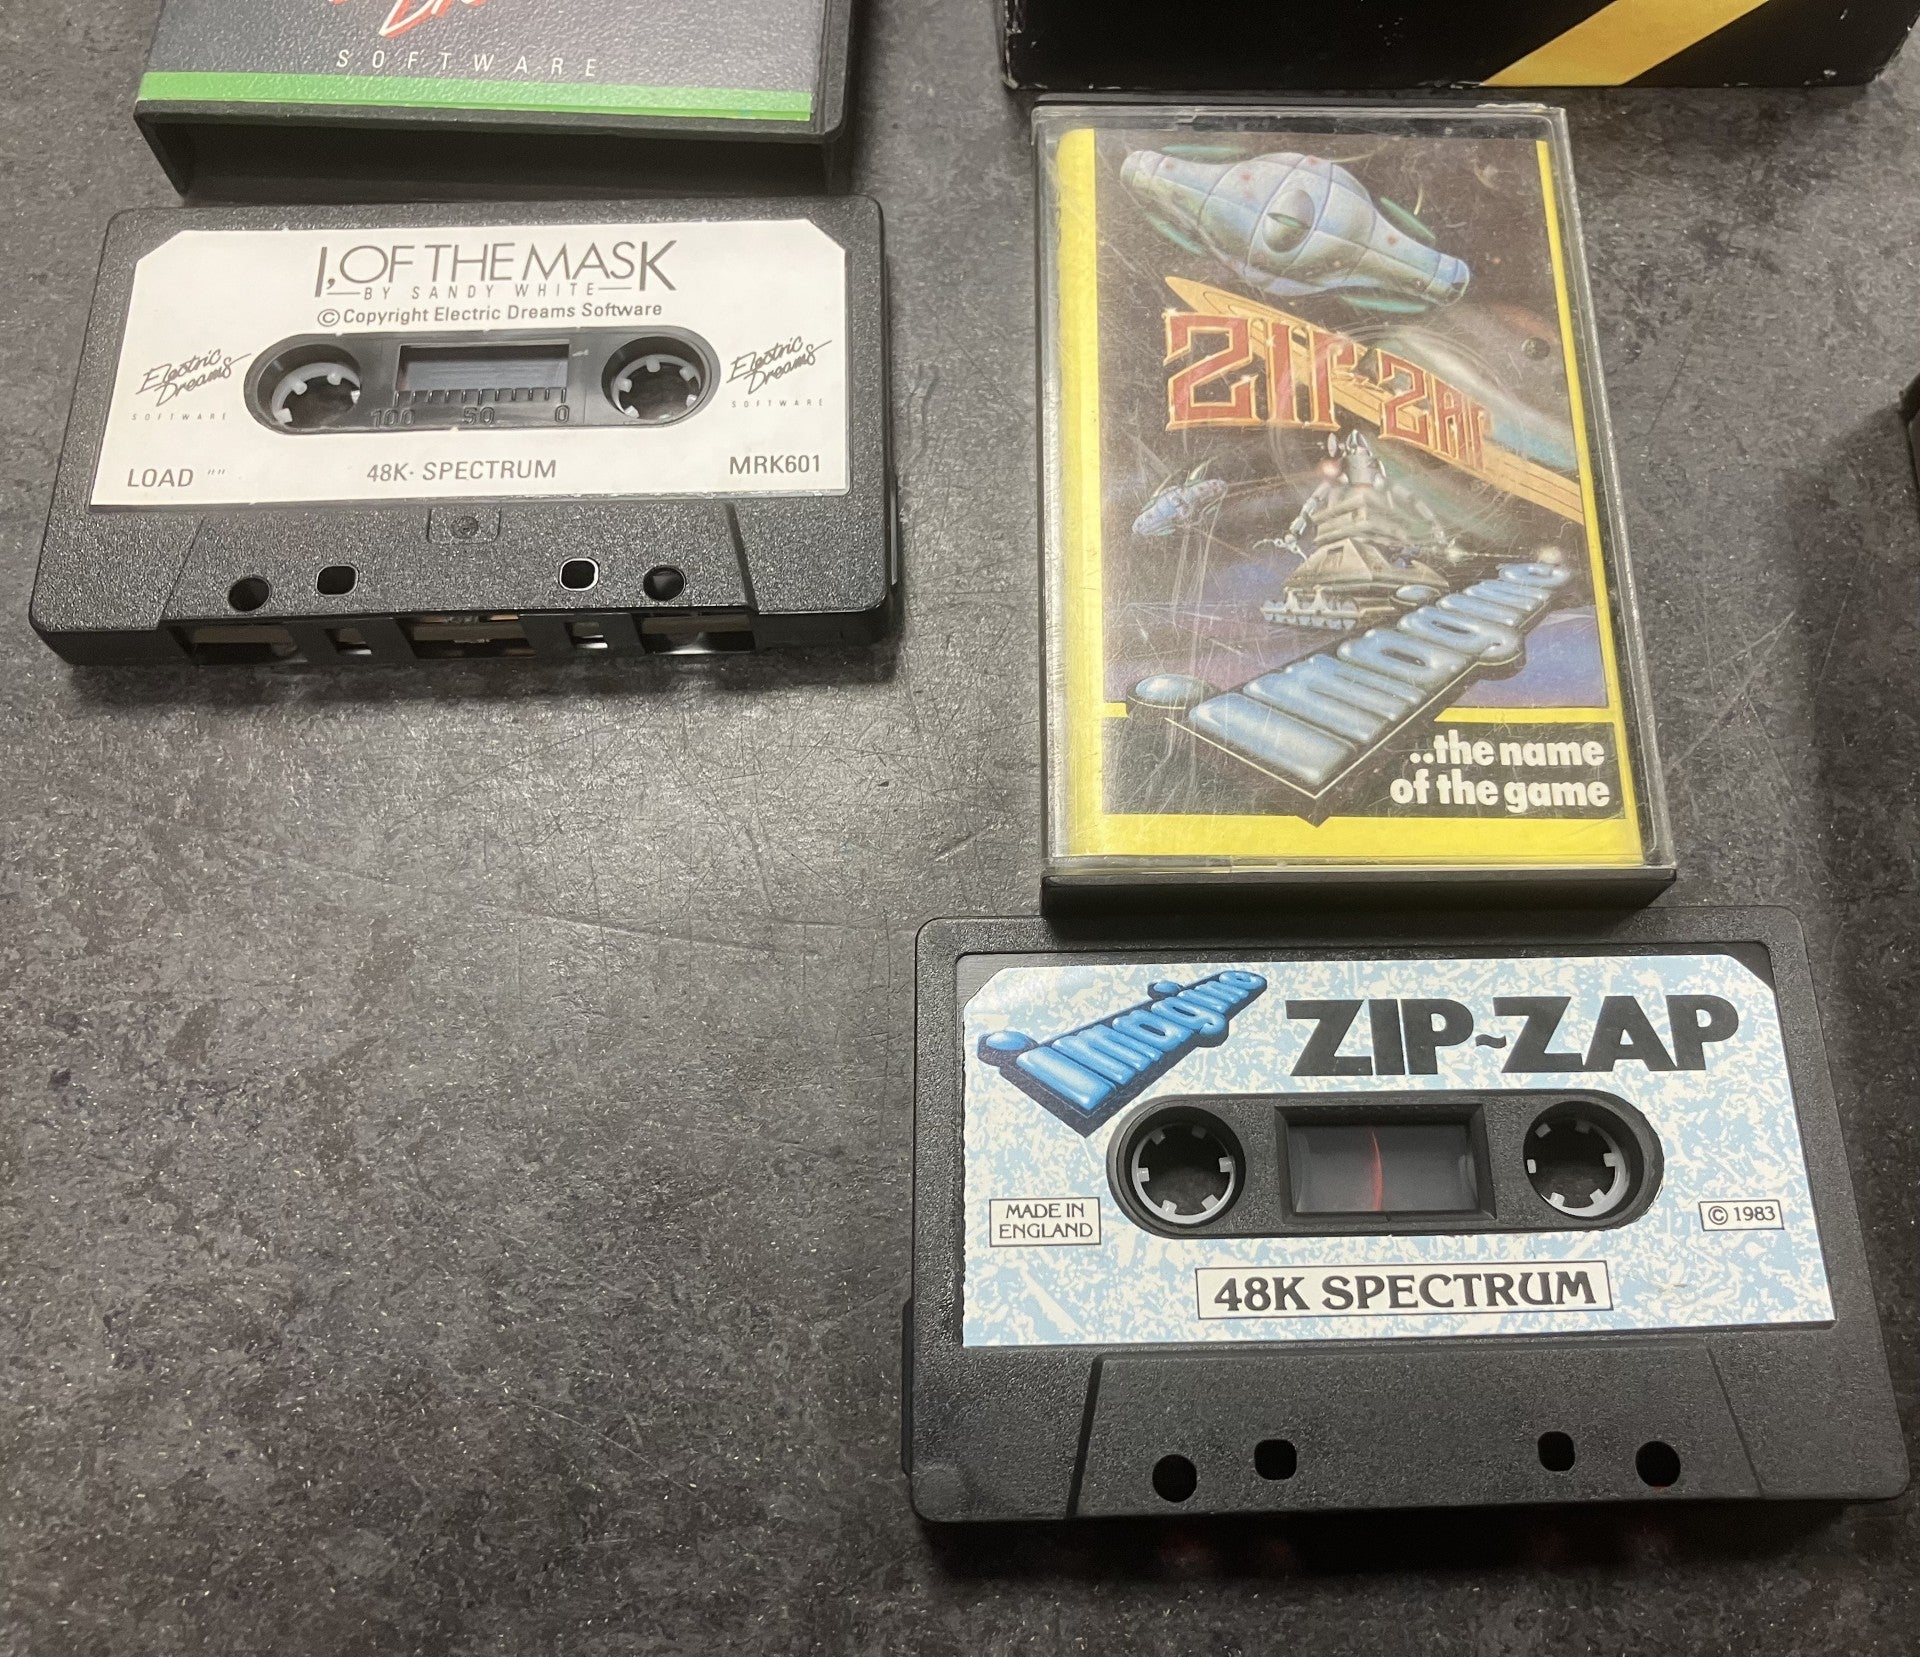 SOFTWARE
I, OF THE MASK
BY SANDY WHITE
© Copyright Electric Dreams Software
Electric
Dreams
SOFTWARE
100 50 0
Electric
Dreams
SOFTWARE
LOAD ""
48K· SPECTRUM
MRK601
ZIP-ZAP
imagine
..the name
of the game
imagine
ZIP~ZAP
MADE IN
ENGLAND
© 1983
48K SPECTRUM